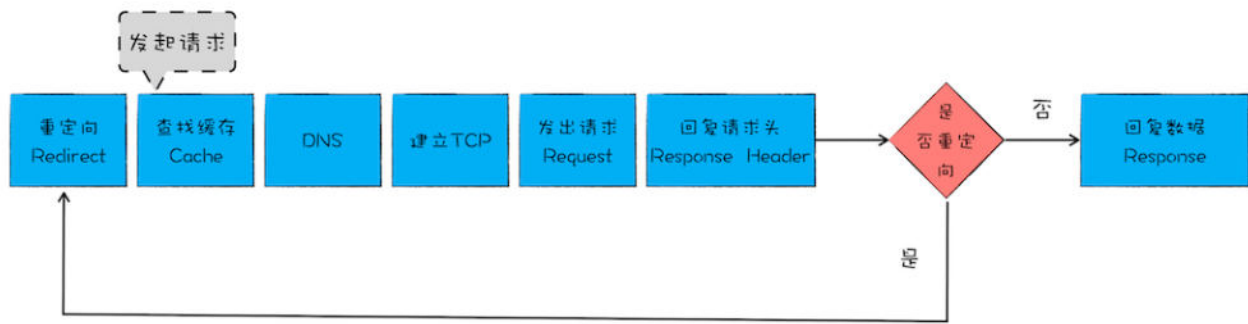 发起请求
重定向
Redirect
查找缓存
Cache
DNS
建立TCP
发出请求
Request
回复请求头
Response Header
是
否重定
向
否
回复数据
Response
是